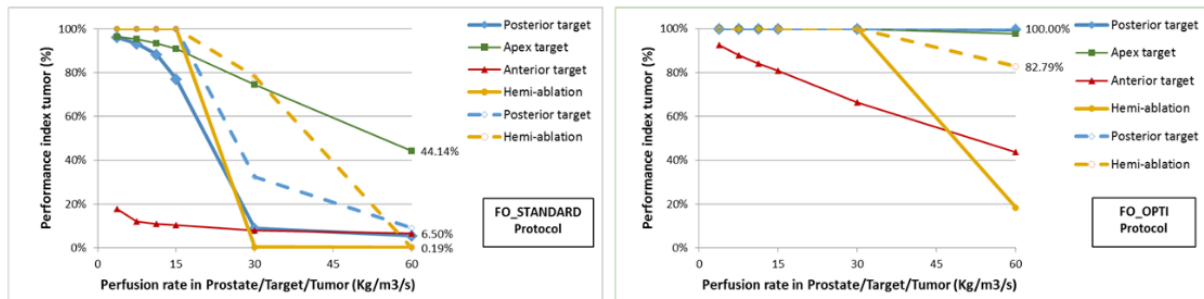 Performance index tumor (%)
100%
80%
60%
40%
20%
0%
0
15
30
45
60
Perfusion rate in Prostate/Target/Tumor (Kg/m3/s)
44.14%
6.50%
0.19%
Posterior target
Apex target
Anterior target
Hemi-ablation
Posterior target
Hemi-ablation
FO_STANDARD
Protocol
Performance index tumor (%)
100%
80%
60%
40%
20%
0%
0
15
30
45
60
Perfusion rate in Prostate/Target/Tumor (Kg/m3/s)
100.00%
82.79%
Posterior target
Apex target
Anterior target
Hemi-ablation
Posterior target
Hemi-ablation
FO_OPTI
Protocol